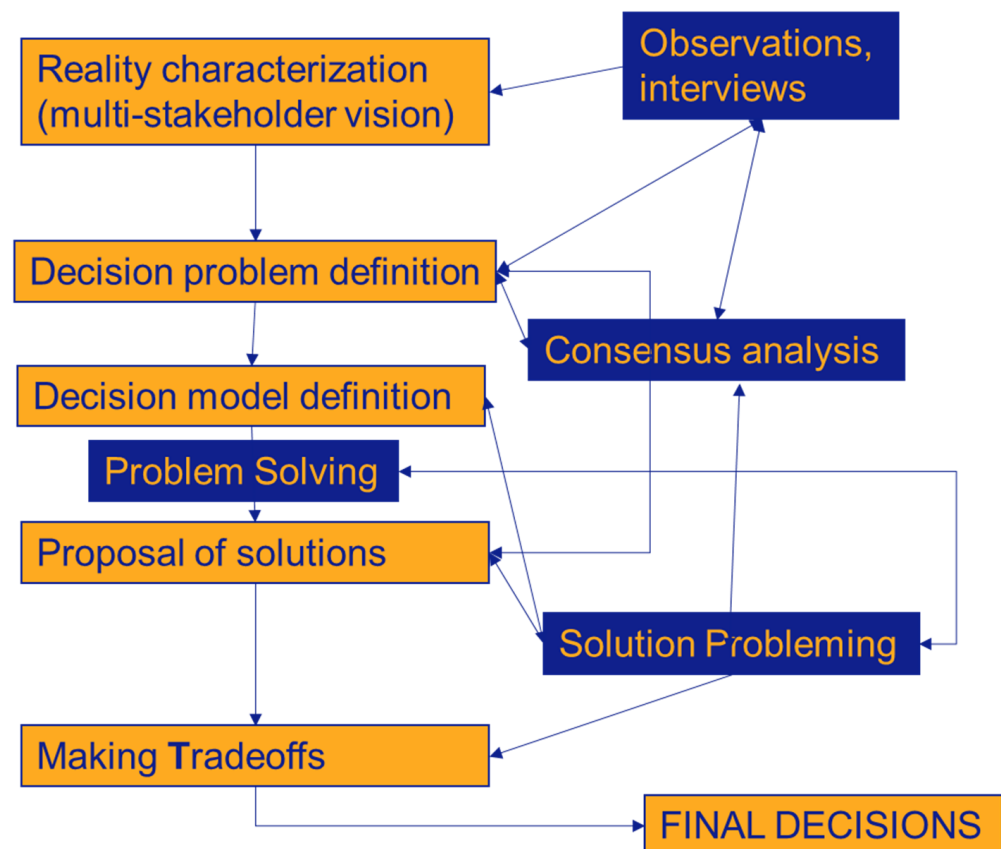 Reality characterization
(multi-stakeholder vision)
Observations,
interviews
Decision problem definition
Consensus analysis
Decision model definition
Problem Solving
Proposal of solutions
Solution Probleming
Making Tradeoffs
FINAL DECISIONS